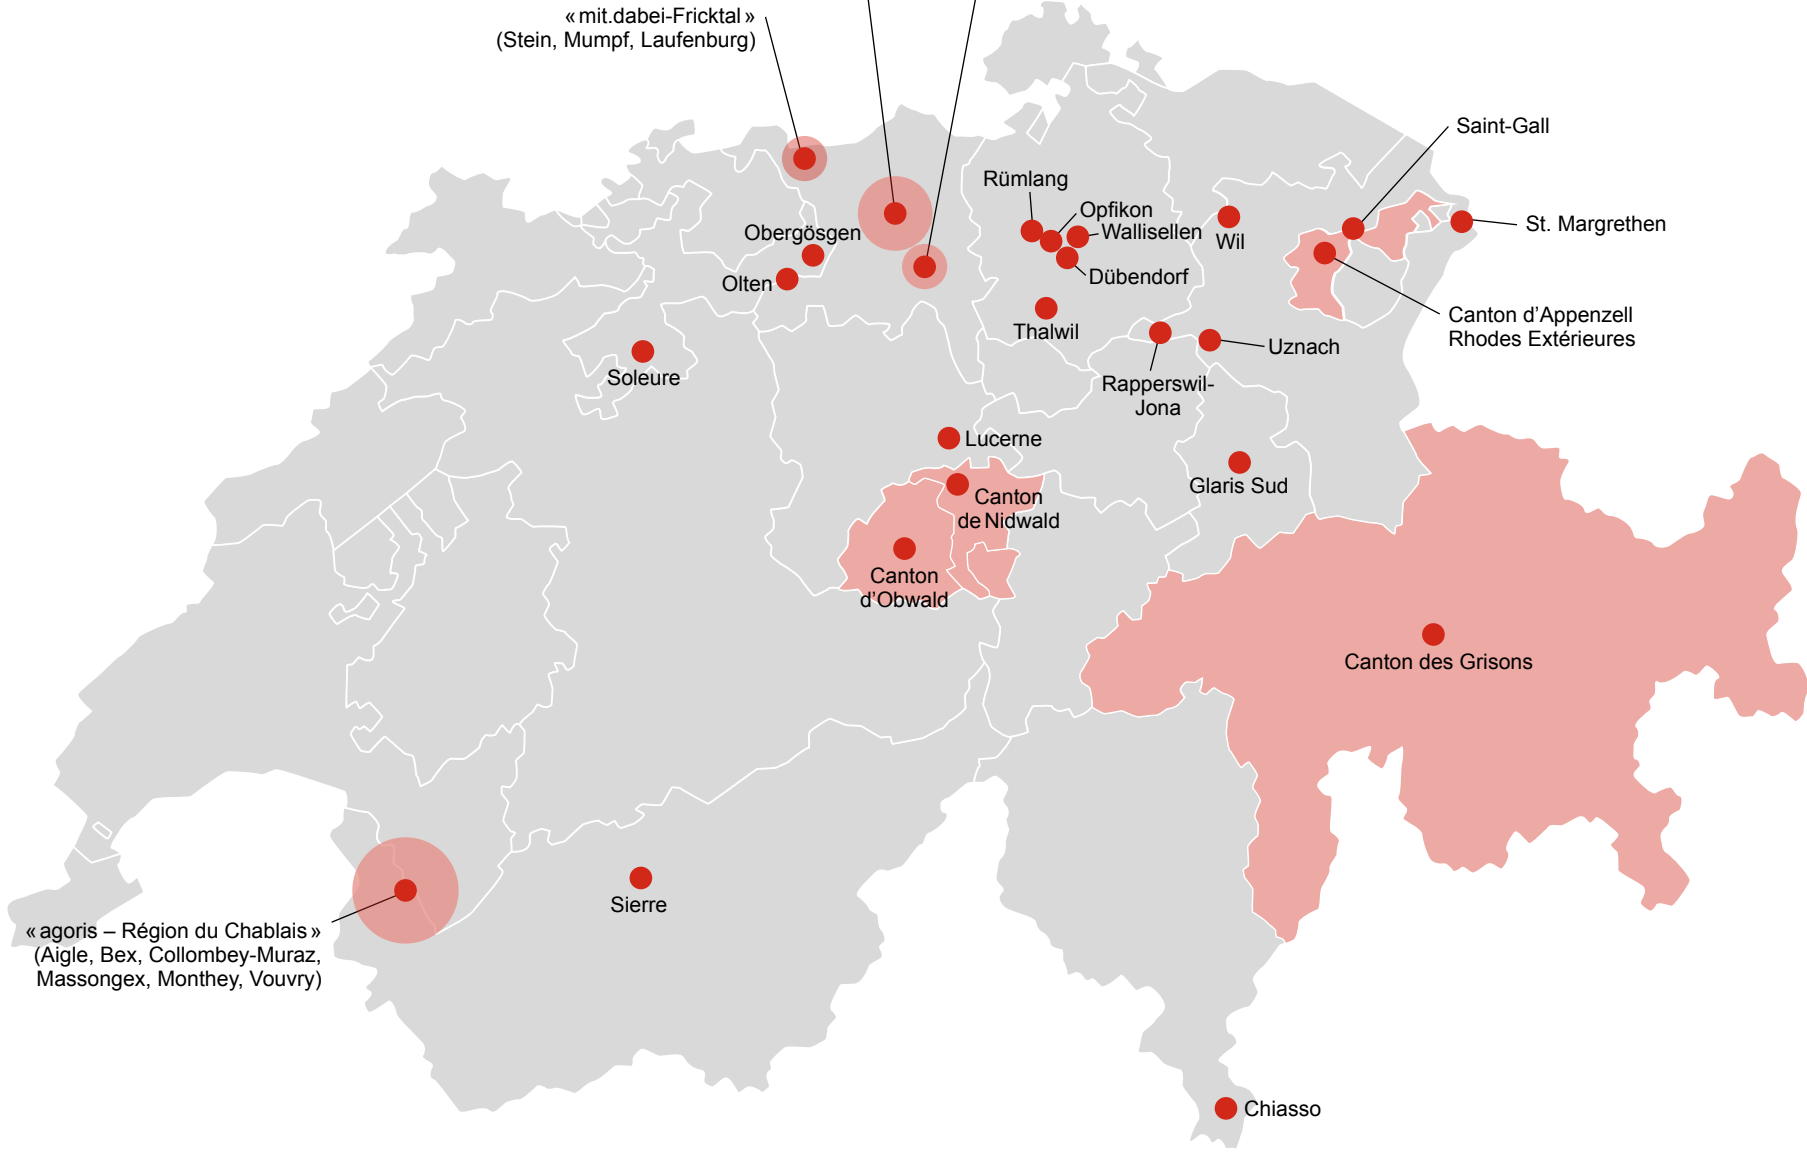 «mit.dabei-Fricktal»
(Stein, Mumpf, Laufenburg)
Saint-Gall
Rümlang
Opfikon
Wallisellen
St. Margrethen
Wil
Obergösgen
Dübendorf
Olten
Canton d’Appenzell
Rhodes Extérieures
Thalwil
Uznach
Soleure
Rapperswil-
Jona
Lucerne
Glaris Sud
Canton
de Nidwald
Canton
d’Obwald
Canton des Grisons
Sierre
«agoris – Région du Chablais»
(Aigle, Bex, Collombey-Muraz,
Massongex, Monthey, Vouvry)
Chiasso